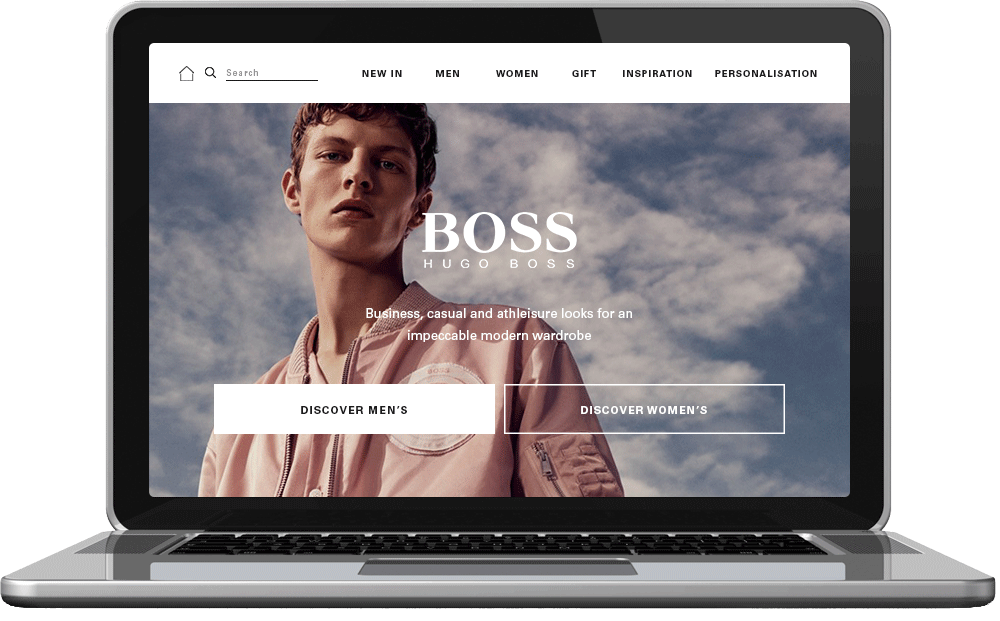 Search
NEW IN
MEN
WOMEN
GIFT
INSPIRATION
PERSONALISATION
BOSS
HUGO BOSS
Business, casual and athleisure looks for an
impeccable modern wardrobe
BOSS
DISCOVER MEN'S
DISCOVER WOMEN'S